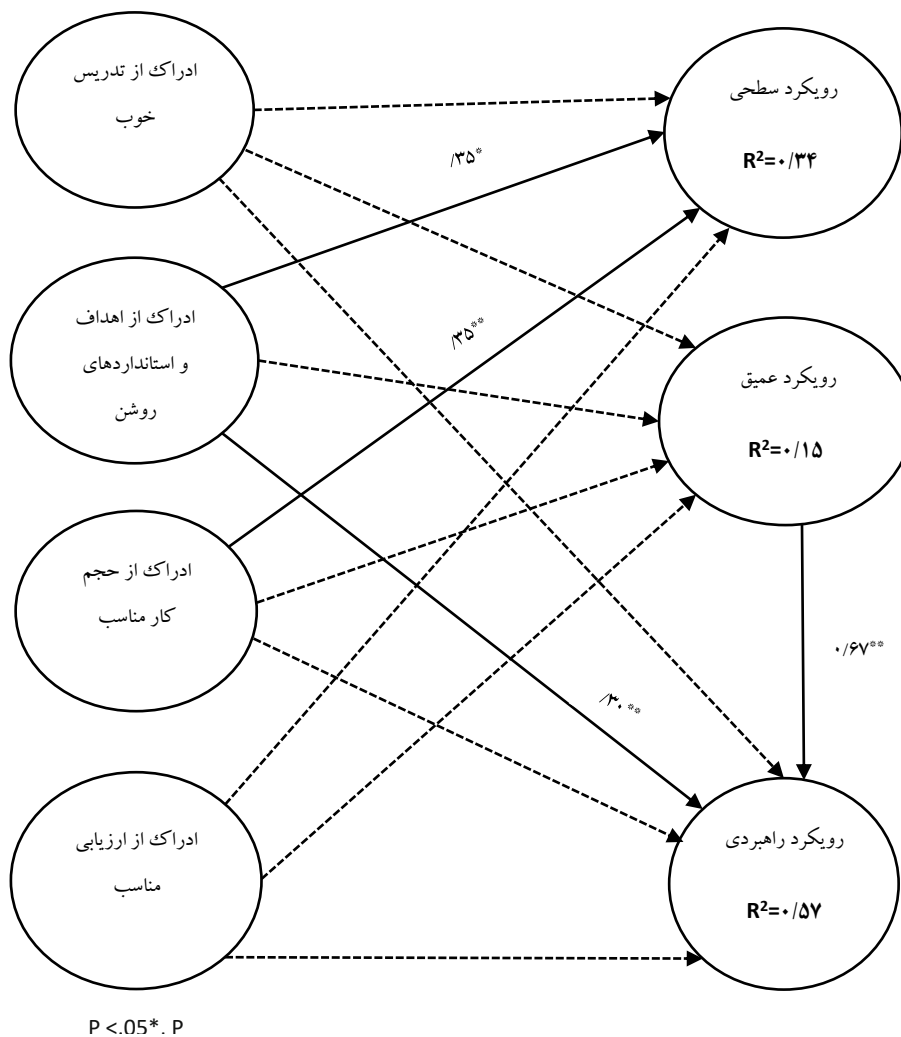 ادراک از تدریس
خوب
ادراک از اهداف
و استانداردهای
روشن
ادراک از حجم
کار مناسب
ادراک از ارزیابی
مناسب
رویکرد سطحی
R²=۰/۳۴
رویکرد عمیق
R²=۰/۱۵
رویکرد راهبردی
R²=۰/۵۷
/۳۵*
/۳۵**
/۳۰**
۰/۶۷**
P <.05*, P